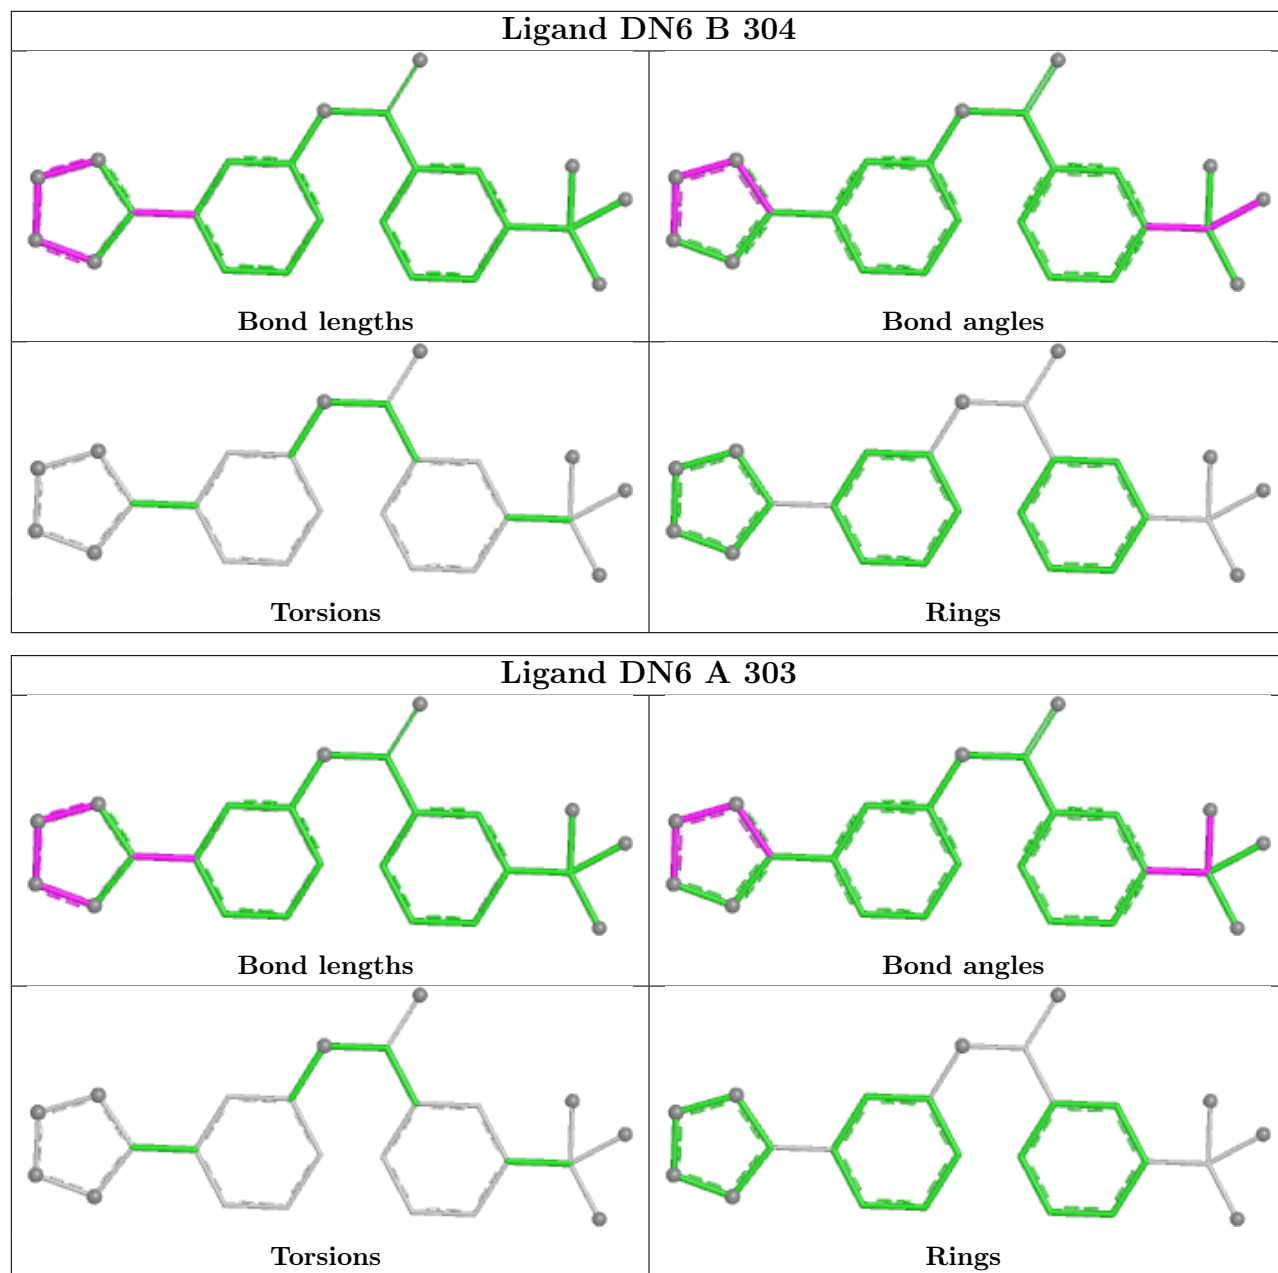 Ligand DN6 B 304
Bond lengths
Bond angles
Torsions
Rings
Ligand DN6 A 303
Bond lengths
Bond angles
Torsions
Rings